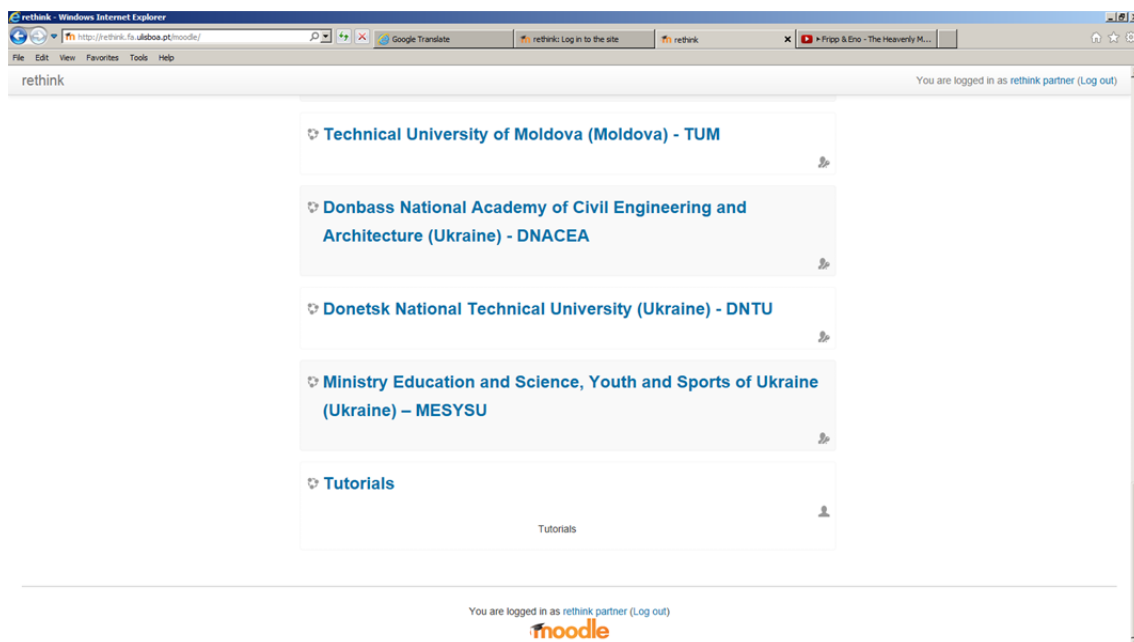 rethink - Windows Internet Explorer
http://rethink.fa.ulisboa.pt/moodle/
Google Translate
rethink: Log in to the site
rethink
Fripp & Eno - The Heavenly M...
File Edit View Favorites Tools Help
rethink
You are logged in as rethink partner (Log out)
Technical University of Moldova (Moldova) - TUM
Donbass National Academy of Civil Engineering and
Architecture (Ukraine) - DNACEA
Donetsk National Technical University (Ukraine) - DNTU
Ministry Education and Science, Youth and Sports of Ukraine
(Ukraine) – MESYSU
Tutorials
Tutorials
You are logged in as rethink partner (Log out)
moodle